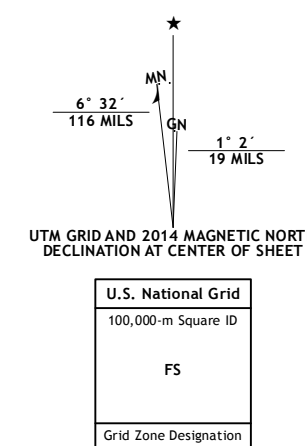 ★
MN
GN
6° 32´
116 MILS
1° 2´
19 MILS
UTM GRID AND 2014 MAGNETIC NORT
DECLINATION AT CENTER OF SHEET
U.S. National Grid
100,000-m Square ID
FS
Grid Zone Designation